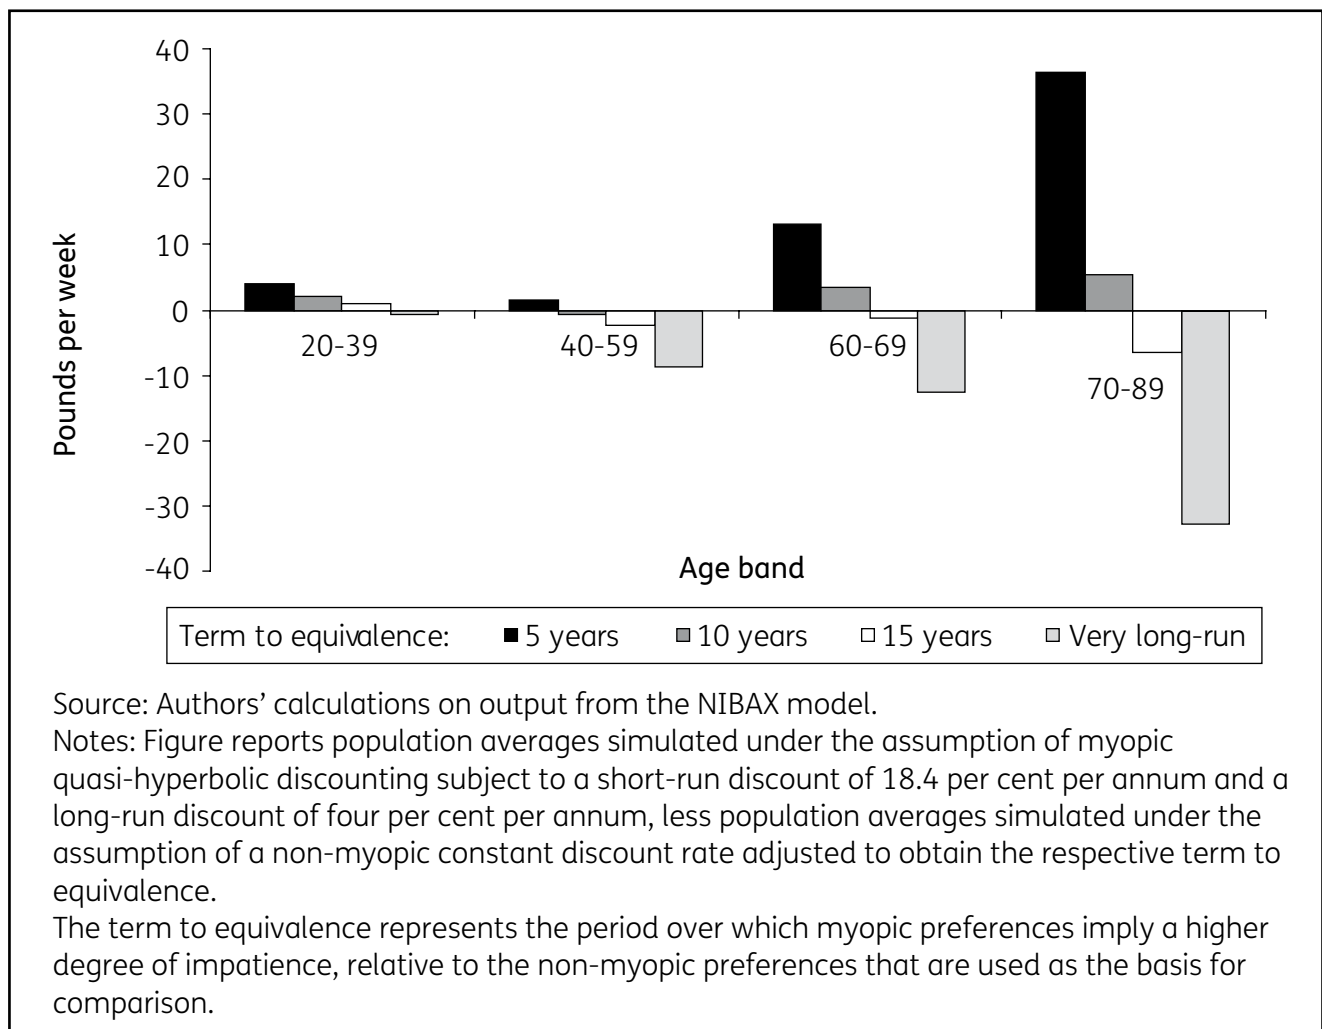 40
30
20
10
0
-10
-20
-30
-40
Pounds per week
20-39
40-59
60-69
70-89
Age band
Term to equivalence: 5 years 10 years 15 years Very long-run
Source: Authors’ calculations on output from the NIBAX model.
Notes: Figure reports population averages simulated under the assumption of myopic
quasi-hyperbolic discounting subject to a short-run discount of 18.4 per cent per annum and a
long-run discount of four per cent per annum, less population averages simulated under the
assumption of a non-myopic constant discount rate adjusted to obtain the respective term to
equivalence.
The term to equivalence represents the period over which myopic preferences imply a higher
degree of impatience, relative to the non-myopic preferences that are used as the basis for
comparison.